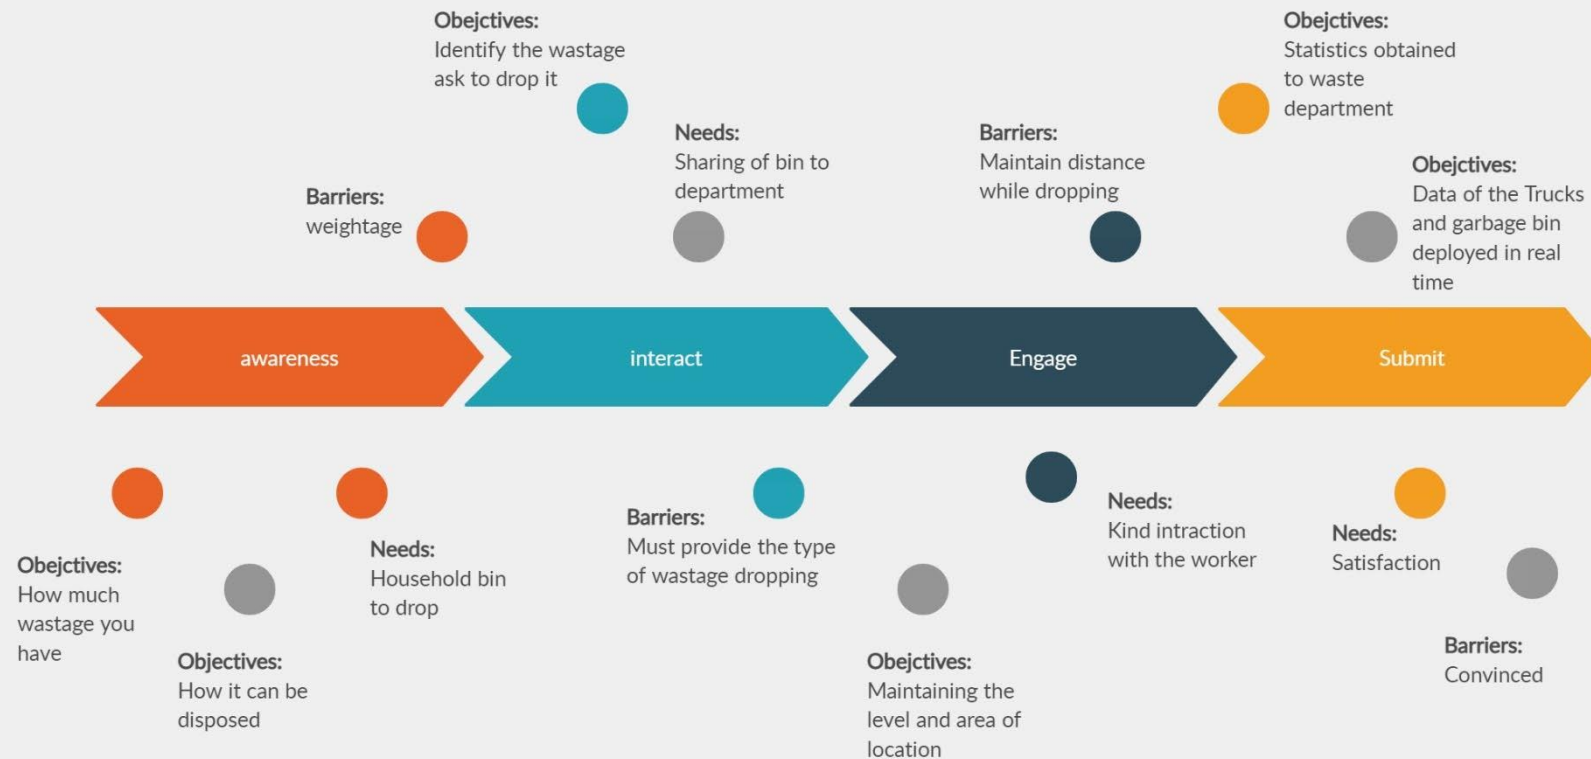 Obejctives:
Identify the wastage
ask to drop it
Obejctives:
Statistics obtained
to waste
department
Needs:
Sharing of bin to
department
Barriers:
Maintain distance
while dropping
Obejctives:
Data of the Trucks
and garbage bin
deployed in real
time
Barriers:
weightage
awareness
interact
Engage
Submit
Obejctives:
How much
wastage you
have
Objectives:
How it can be
disposed
Needs:
Household bin
to drop
Barriers:
Must provide the type
of wastage dropping
Obejctives:
Maintaining the
level and area of
location
Needs:
Kind intraction
with the worker
Needs:
Satisfaction
Barriers:
Convinced